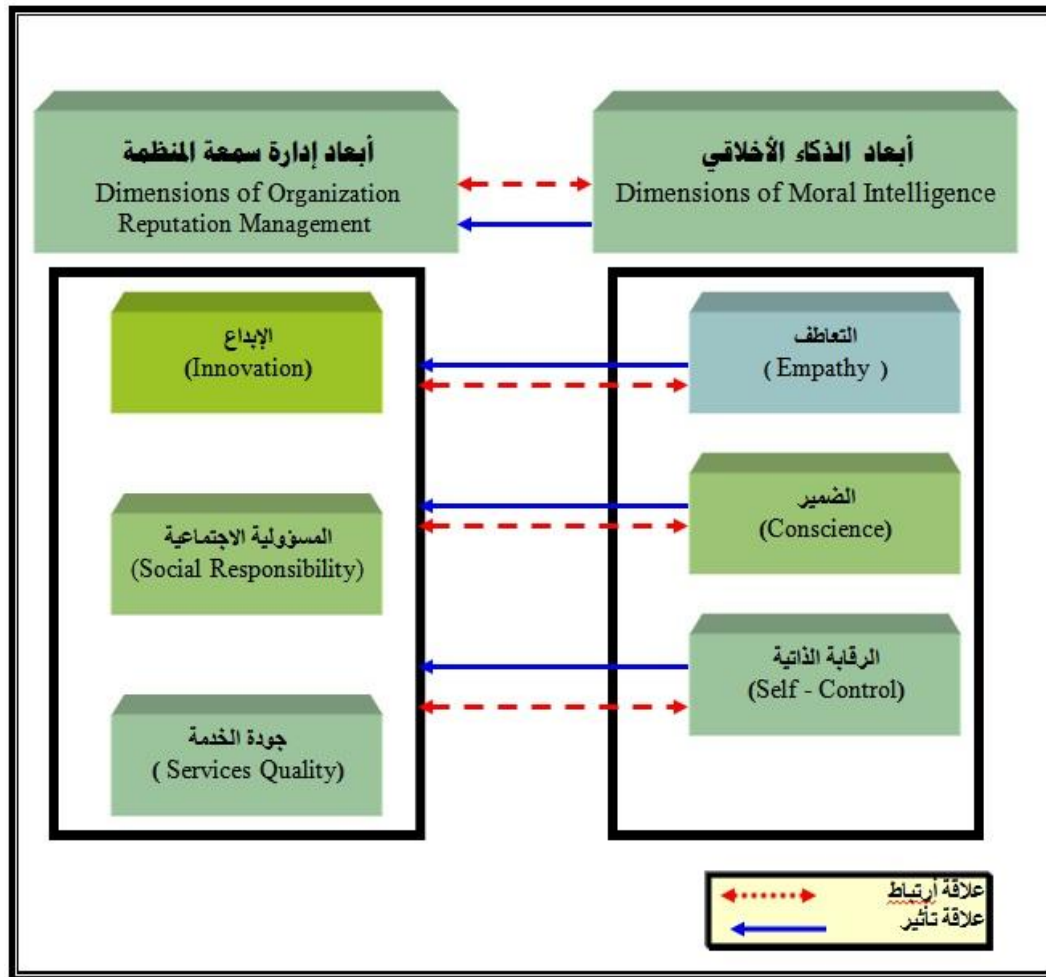 أبعاد الذكاء الأخلاقي
Dimensions of Moral Intelligence
أبعاد إدارة سمعة المنظمة
Dimensions of Organization
Reputation Management
التعاطف
( Empathy )
الضمير
(Conscience)
الرقابة الذاتية
(Self - Control)
الإبداع
(Innovation)
المسؤولية الاجتماعية
(Social Responsibility)
جودة الخدمة
( Services Quality)
علاقة أرتباط
علاقة تأثير